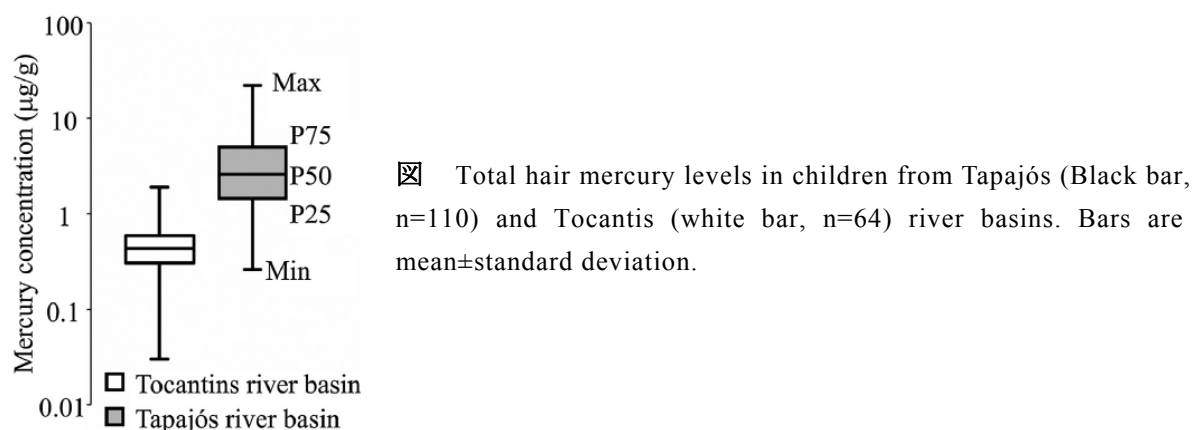 100
10
1
0.1
0.01
Mercury concentration (μg/g)
Max
P75
P50
P25
Min
Tocantins river basin
Tapajós river basin
図 Total hair mercury levels in children from Tapajós (Black bar,
n=110) and Tocantis (white bar, n=64) river basins. Bars are
mean±standard deviation.